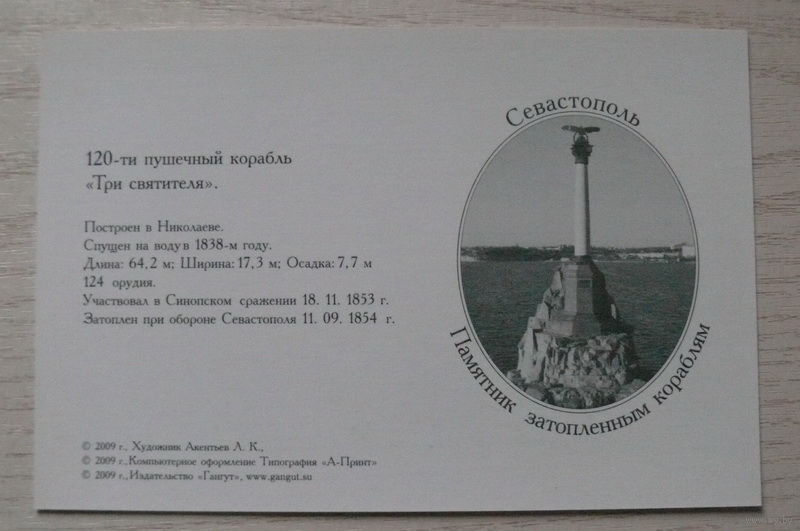 120-ти пушечный корабль
«Три святителя».
Построен в Николаеве.
Спущен на воду в 1838-м году.
Длина: 64,2 м; Ширина: 17,3 м; Осадка: 7,7 м
124 орудия.
Участвовал в Синопском сражении 18. 11. 1853 г.
Затоплен при обороне Севастополя 11. 09. 1854 г.
Севастополь
Памятник затопленным кораблям
© 2009 г., Художник Акентьев Л. К.,
© 2009 г., Компьютерное оформление Типография «А-Принт»
© 2009 г., Издательство «Гангут», www.gangut.su